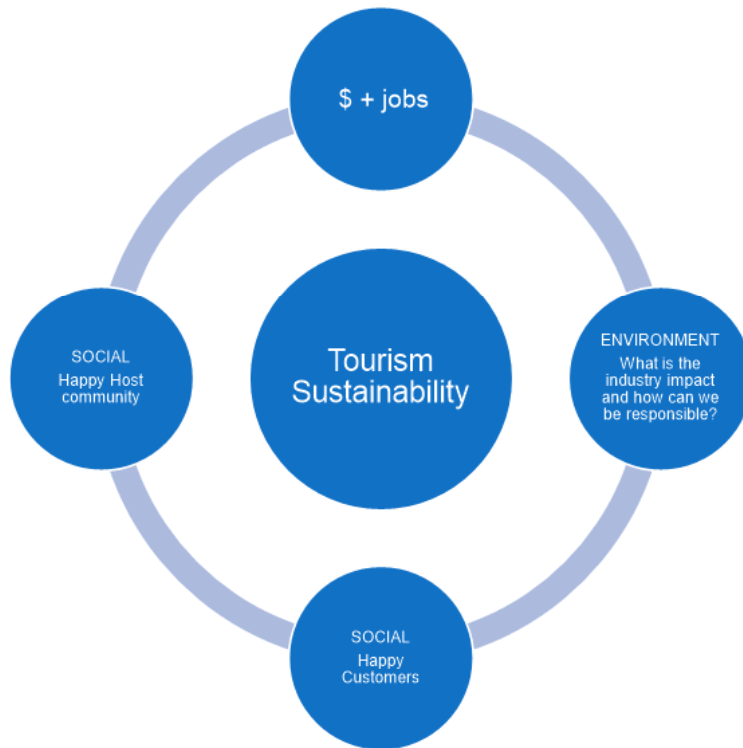 $ + jobs
SOCIAL
Happy Host
community
Tourism
Sustainability
ENVIRONMENT
What is the
industry impact
and how can we
be responsible?
SOCIAL
Happy
Customers